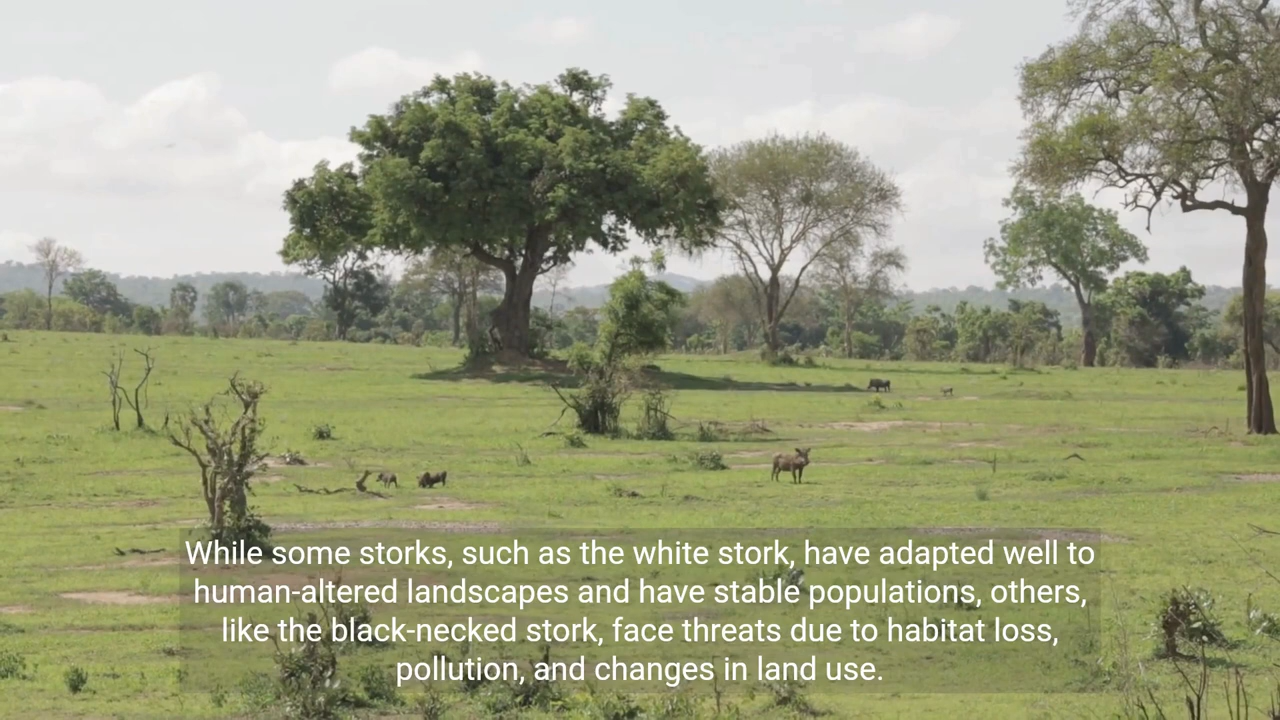 While some storks, such as the white stork, have adapted well to
human-altered landscapes and have stable populations, others,
like the black-necked stork, face threats due to habitat loss,
pollution, and changes in land use.